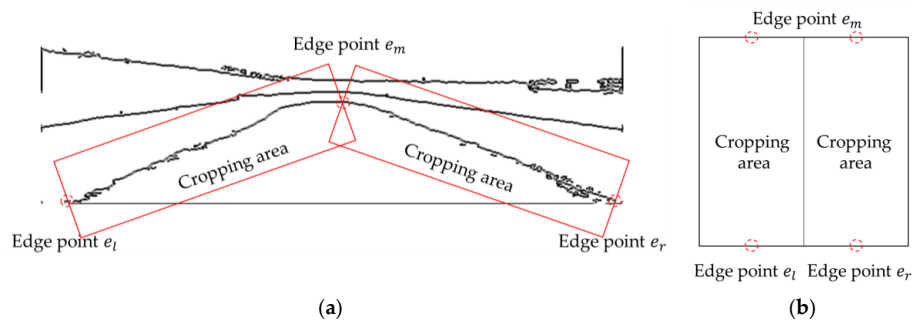 Edge point e_m
Cropping area
Cropping area
Edge point e_l
Edge point e_r
(a)
Edge point e_m
Cropping
area
Cropping
area
Edge point e_l
Edge point e_r
(b)